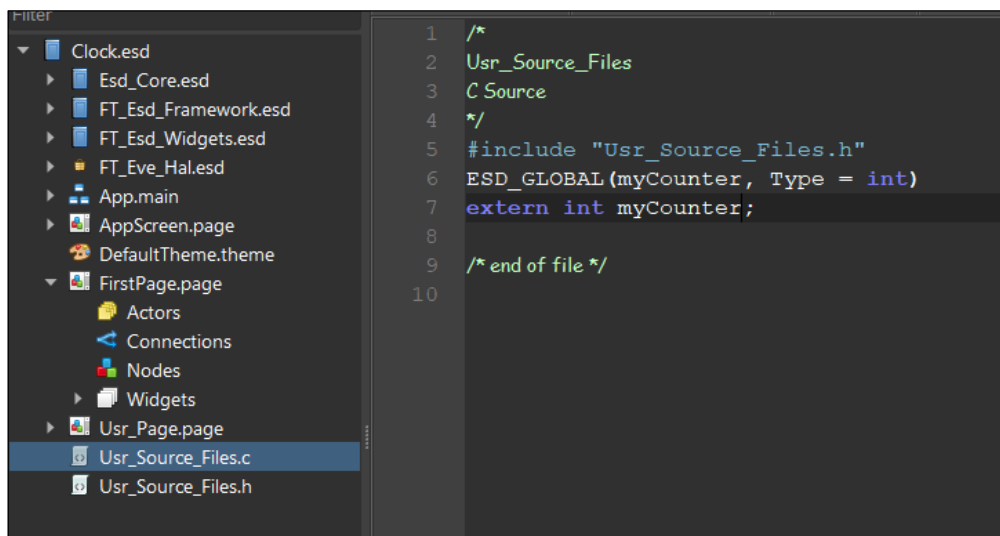 Filter
Clock.esd
Esd_Core.esd
FT_Esd_Framework.esd
FT_Esd_Widgets.esd
FT_Eve_Hal.esd
App.main
AppScreen.page
DefaultTheme.theme
FirstPage.page
Actors
Connections
Nodes
Widgets
Usr_Page.page
Usr_Source_Files.c
Usr_Source_Files.h
1 /*
2 Usr_Source_Files
3 C Source
4 */
5 #include "Usr_Source_Files.h"
6 ESD_GLOBAL(myCounter, Type = int)
7 extern int myCounter;
8
9 /* end of file */
10